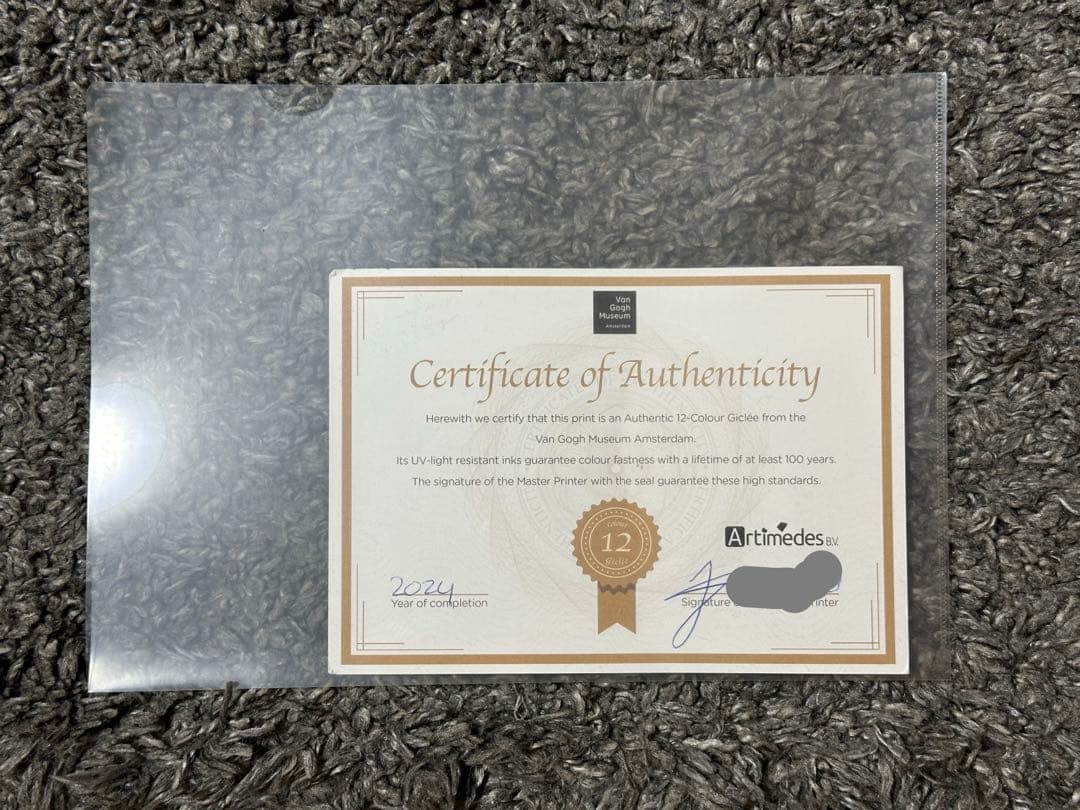 Van
Gogh
Museum
Amsterdam
Certificate of Authenticity
Herewith we certify that this print is an Authentic 12-Colour Giclée from the
Van Gogh Museum Amsterdam.
Its UV-light resistant inks guarantee colour fastness with a lifetime of at least 100 years.
The signature of the Master Printer with the seal guarantee these high standards.
colour
12
Giclée
Artimedes B.V.
2024
Year of completion
Signature